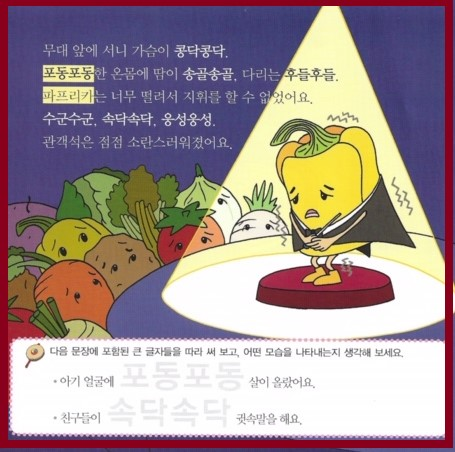 무대 앞에 서니 가슴이 콩닥콩닥.
포동포동한 온몸에 땀이 송골송골, 다리는 후들후들.
파프리카는 너무 떨려서 지휘를 할 수 없었어요.
수군수군, 속닥속닥, 웅성웅성.
관객석은 점점 소란스러워졌어요.
다음 문장에 포함된 큰 글자들을 따라 써 보고, 어떤 모습을 나타내는지 생각해 보세요.
• 아기 얼굴에 포동포동 살이 올랐어요.
• 친구들이 속닥속닥 귓속말을 해요.